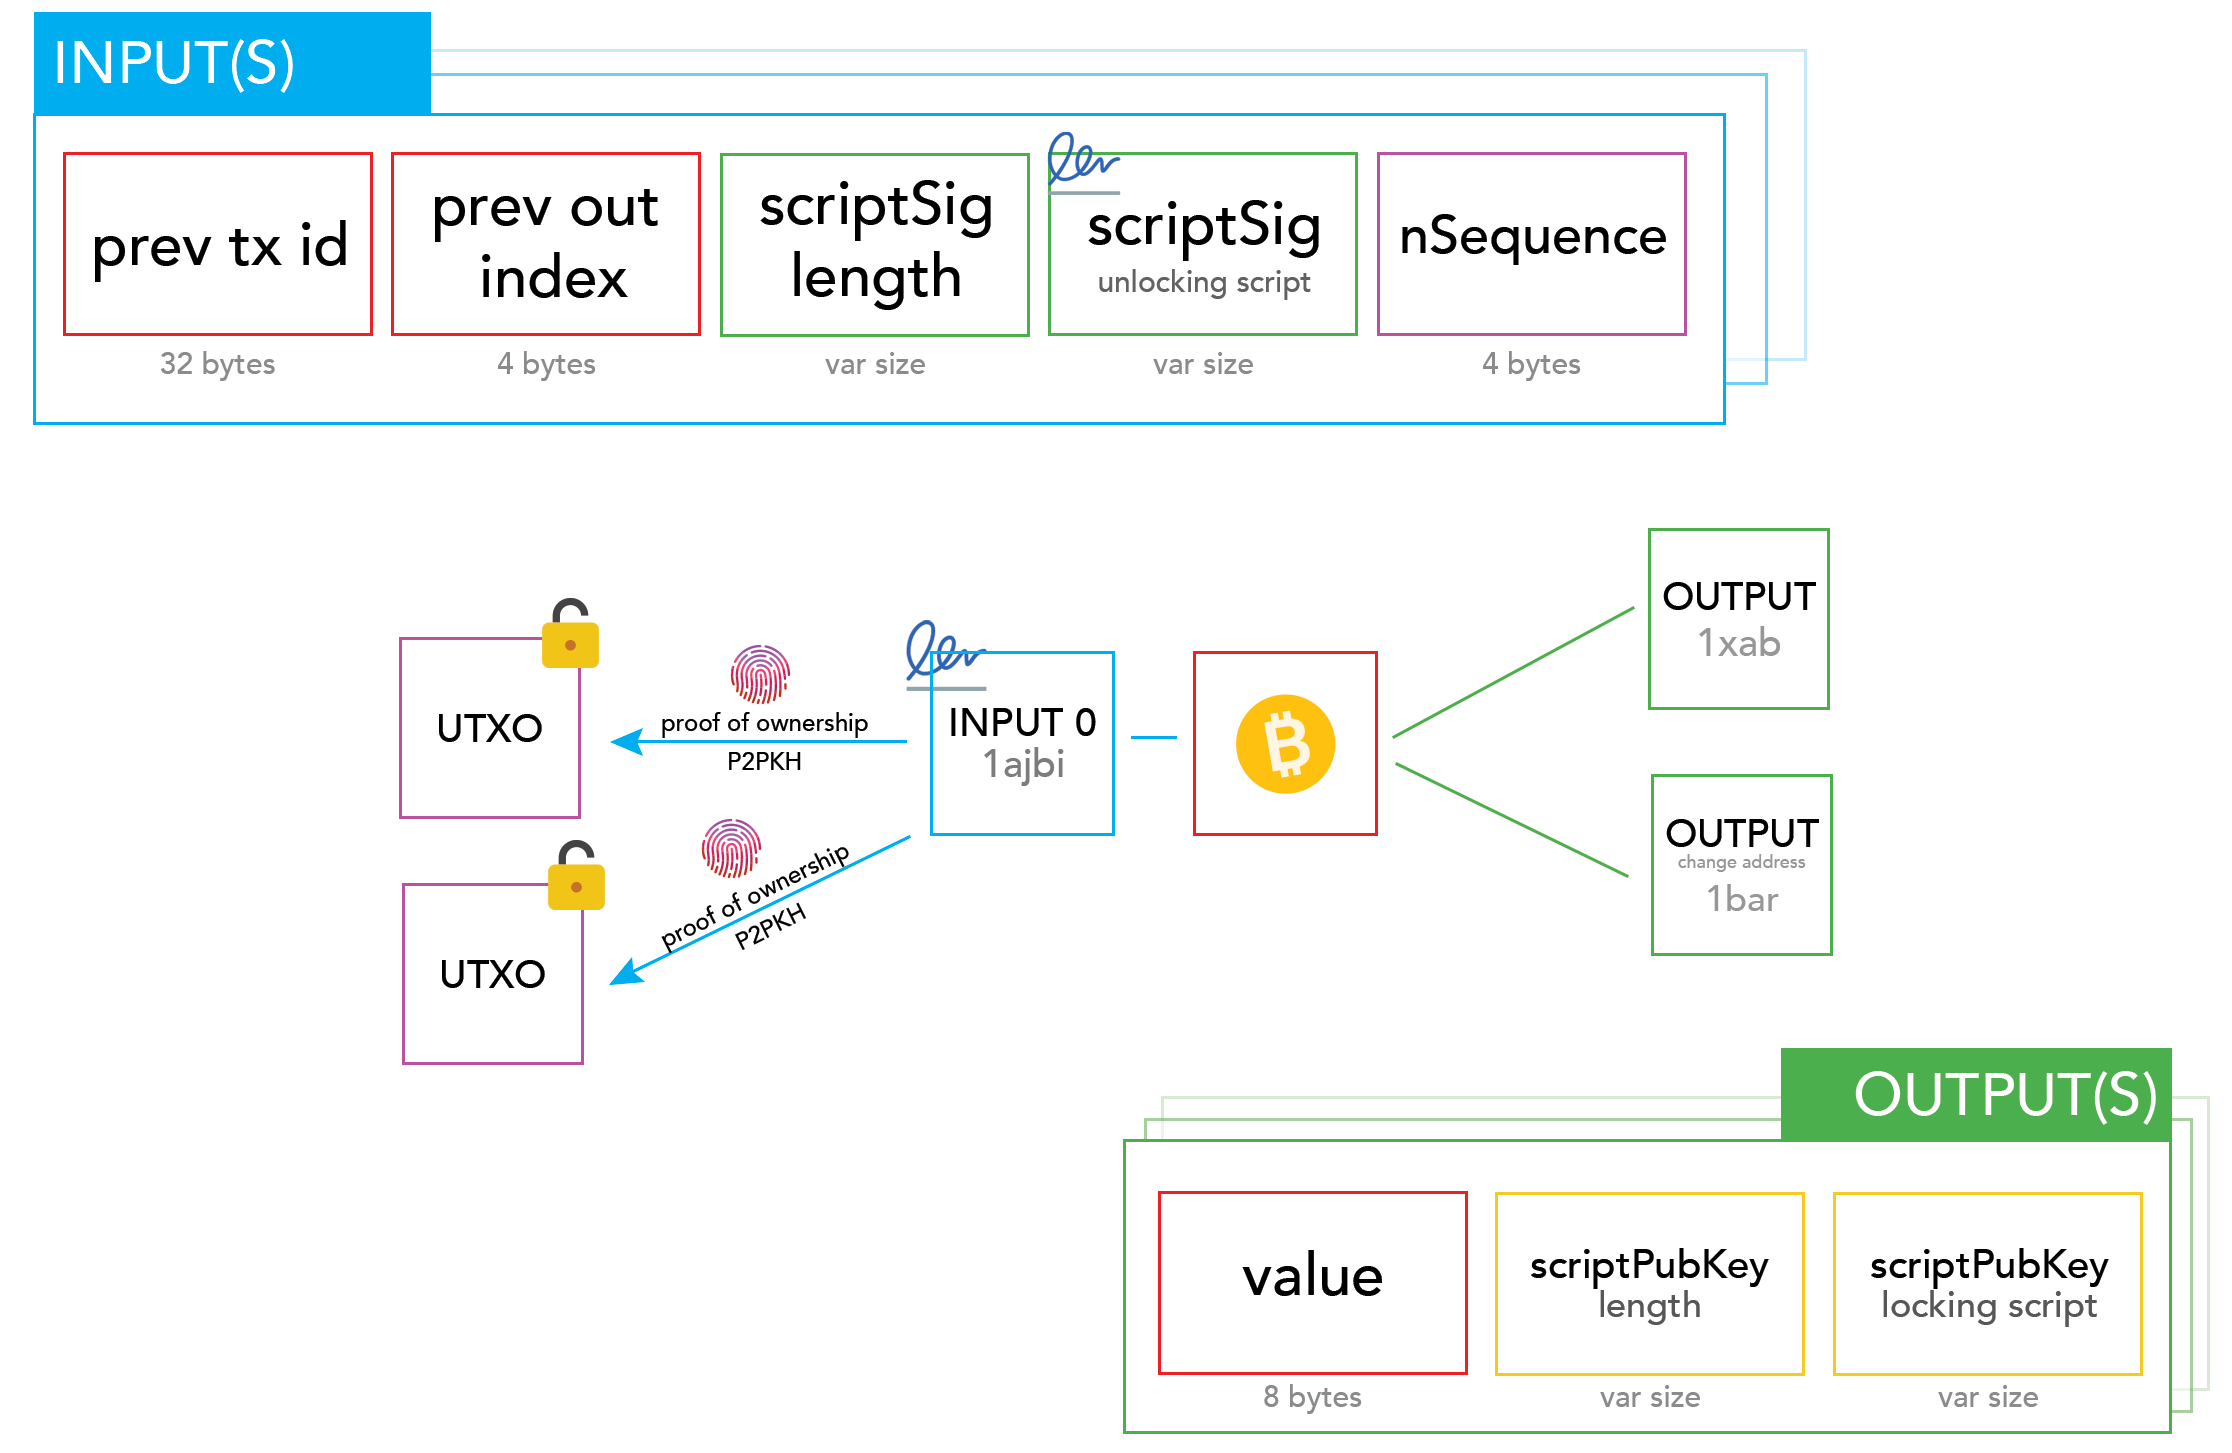 INPUT(S)
prev tx id
32 bytes
prev out
index
4 bytes
scriptSig
length
var size
scriptSig
unlocking script
var size
nSequence
4 bytes
UTXO
proof of ownership
P2PKH
INPUT 0
1ajbi
OUTPUT
1xab
UTXO
proof of ownership
P2PKH
OUTPUT
change address
1bar
OUTPUT(S)
value
8 bytes
scriptPubKey
length
var size
scriptPubKey
locking script
var size